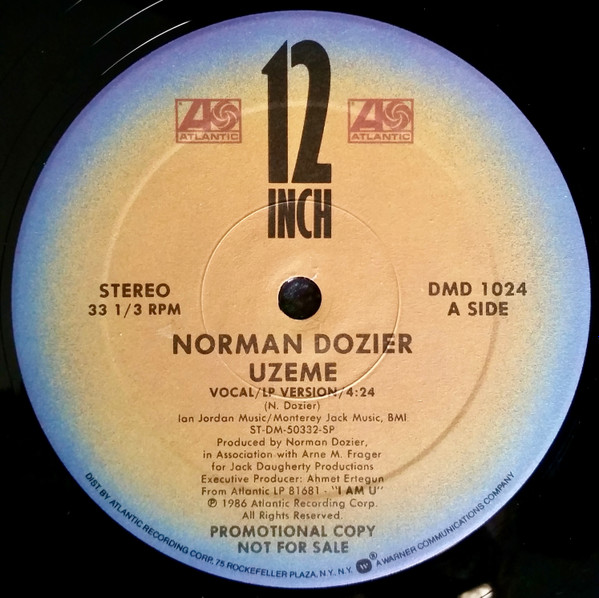 12
INCH
ATLANTIC
ATLANTIC
STEREO
33 1/3 RPM
DMD 1024
A SIDE
NORMAN DOZIER
UZEME
VOCAL/LP VERSION/4:24
(N. Dozier)
Ian Jordan Music/Monterey Jack Music, BMI
ST-DM-50332-SP
Produced by Norman Dozier,
in Association with Arne M. Frager
for Jack Daugherty Productions
Executive Producer: Ahmet Ertegun
From Atlantic LP 81681 - "I AM U"
℗ 1986 Atlantic Recording Corp.
All Rights Reserved.
PROMOTIONAL COPY
NOT FOR SALE
DIST BY ATLANTIC RECORDING CORP. 75 ROCKEFELLER PLAZA, N.Y. N.Y. W ® A WARNER COMMUNICATIONS COMPANY